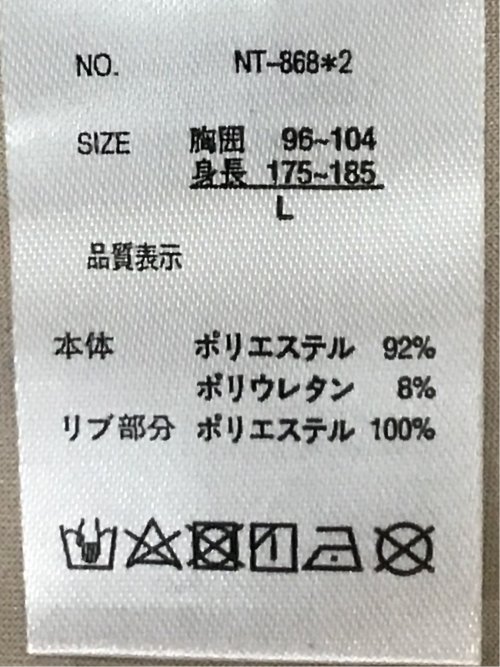 NO. NT-868*2
SIZE 胸囲 96~104
身長 175~185
L
品質表示
本体 ポリエステル 92%
ポリウレタン 8%
リブ部分 ポリエステル 100%